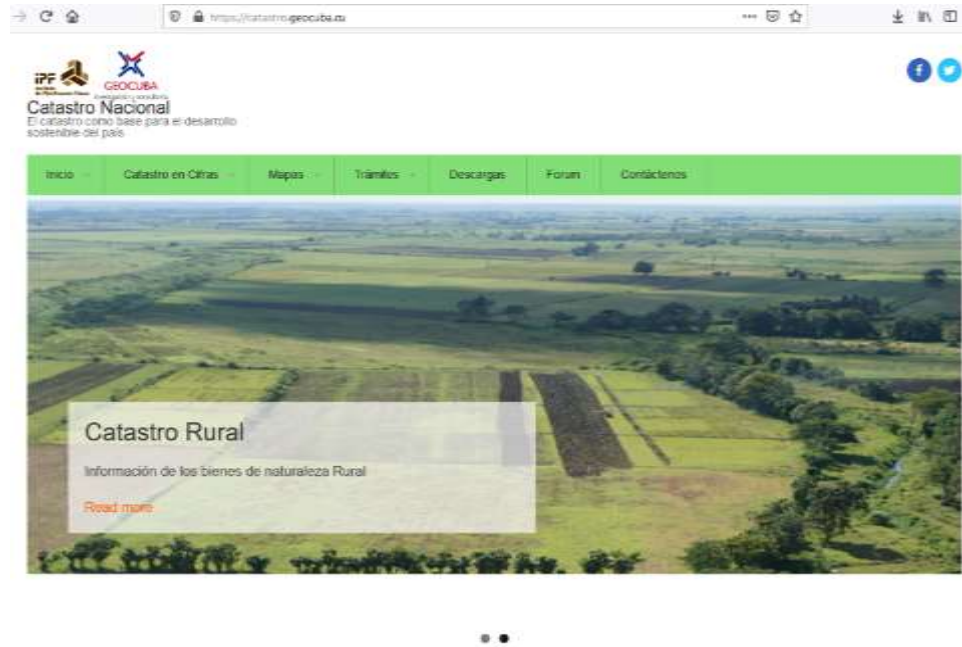 https://catastro.geocuba.cu
IPF
GEOCUBA
Catastro Nacional
El catastro como base para el desarrollo
sostenible del país
Inicio
Catastro en Cifras
Mapas
Trámites
Descargas
Forum
Contáctenos
Catastro Rural
Información de los bienes de naturaleza Rural
Read more